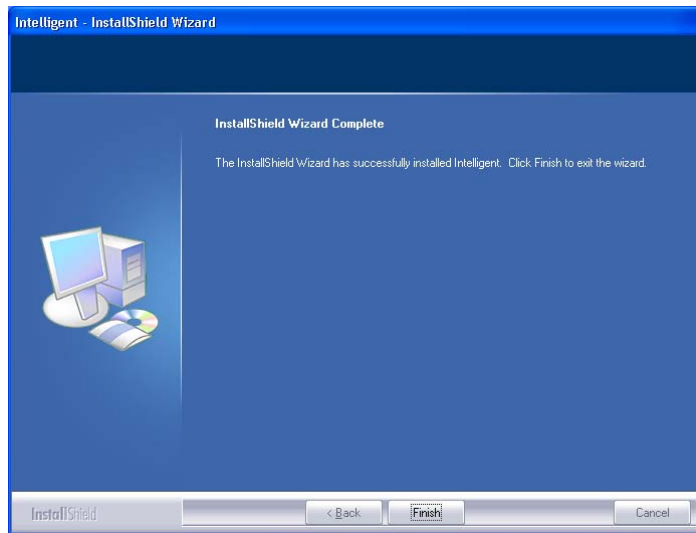 Intelligent - InstallShield Wizard
InstallShield Wizard Complete
The InstallShield Wizard has successfully installed Intelligent. Click Finish to exit the wizard.
InstallShield
< Back
Finish
Cancel